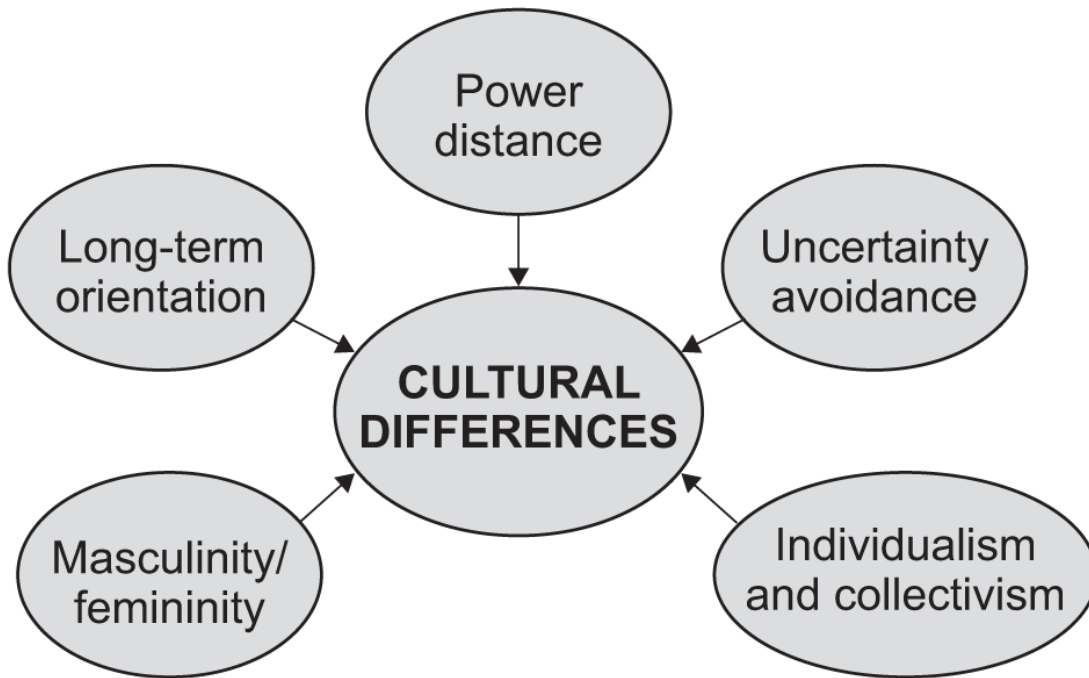 Power
distance
Long-term
orientation
Uncertainty
avoidance
CULTURAL
DIFFERENCES
Masculinity/
femininity
Individualism
and collectivism